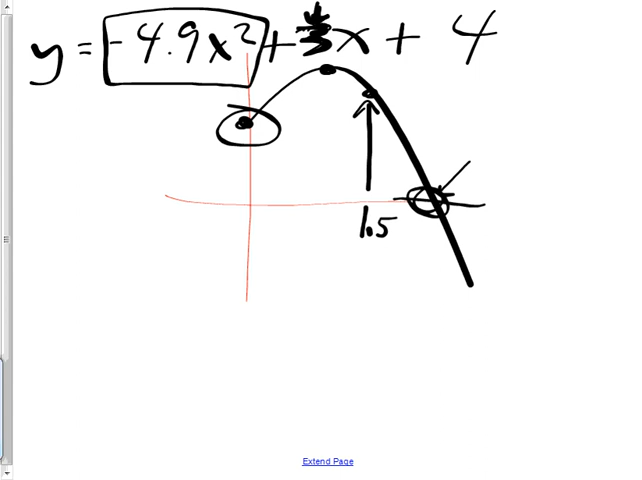 y = -4.9x² + x + 4
1.5
Extend Page